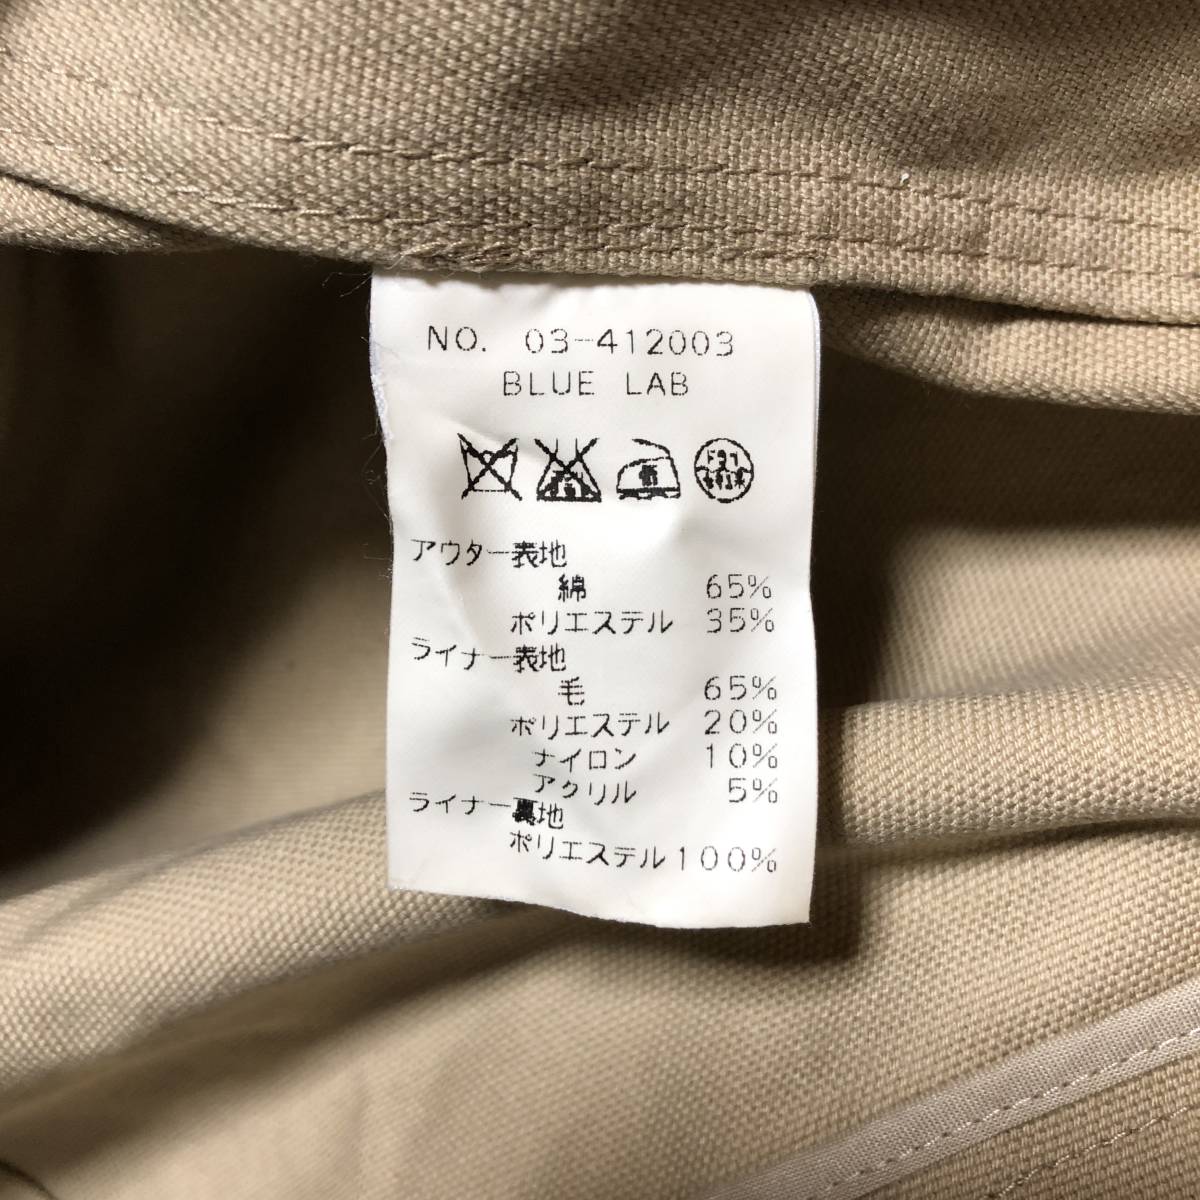 NO. 03-412003
BLUE LAB
アウター表地
綿 65%
ポリエステル 35%
ライナー表地
毛 65%
ポリエステル 20%
ナイロン 10%
アクリル 5%
ライナー裏地
ポリエステル 100%